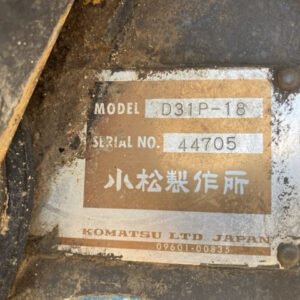 MODEL D31P-18
SERIAL NO. 44705
小松製作所
KOMATSU LTD JAPAN
09601-00835